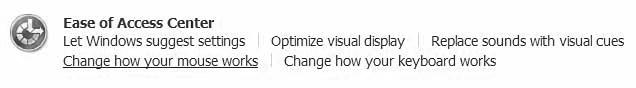 Ease of Access Center
Let Windows suggest settings Optimize visual display Replace sounds with visual cues
Change how your mouse works Change how your keyboard works